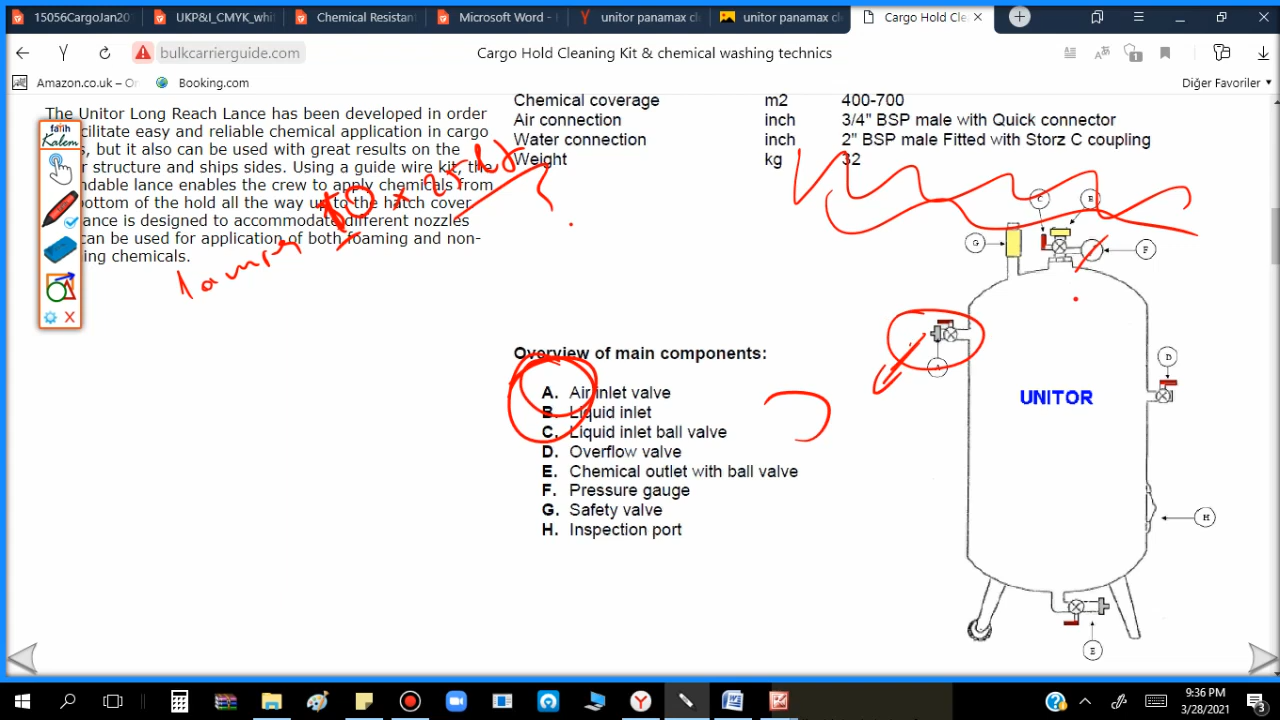 15056CargoJan20
UKP&I_CMYK_whi
Chemical Resistan
Microsoft Word -
unitor panamax cl
unitor panamax cl
Cargo Hold Cle
bulkcarrierguide.com
Cargo Hold Cleaning Kit & chemical washing technics
Amazon.co.uk – O
Booking.com
Diğer Favoriler
The Unitor Long Reach Lance has been developed in order
facilitate easy and reliable chemical application in cargo
, but it also can be used with great results on the
structure and ships sides. Using a guide wire kit, the
ndable lance enables the crew to apply chemicals from
bottom of the hold all the way up to the hatch cover
ance is designed to accommodate different nozzles
can be used for application of both foaming and non-
ing chemicals.
fatih
Kalem
Chemical coverage m2 400-700
Air connection inch 3/4" BSP male with Quick connector
Water connection inch 2" BSP male Fitted with Storz C coupling
Weight kg 32
Overview of main components:
A. Air inlet valve
B. Liquid inlet
C. Liquid inlet ball valve
D. Overflow valve
E. Chemical outlet with ball valve
F. Pressure gauge
G. Safety valve
H. Inspection port
C
B
G
F
A
D
UNITOR
H
E
9:36 PM
3/28/2021
3